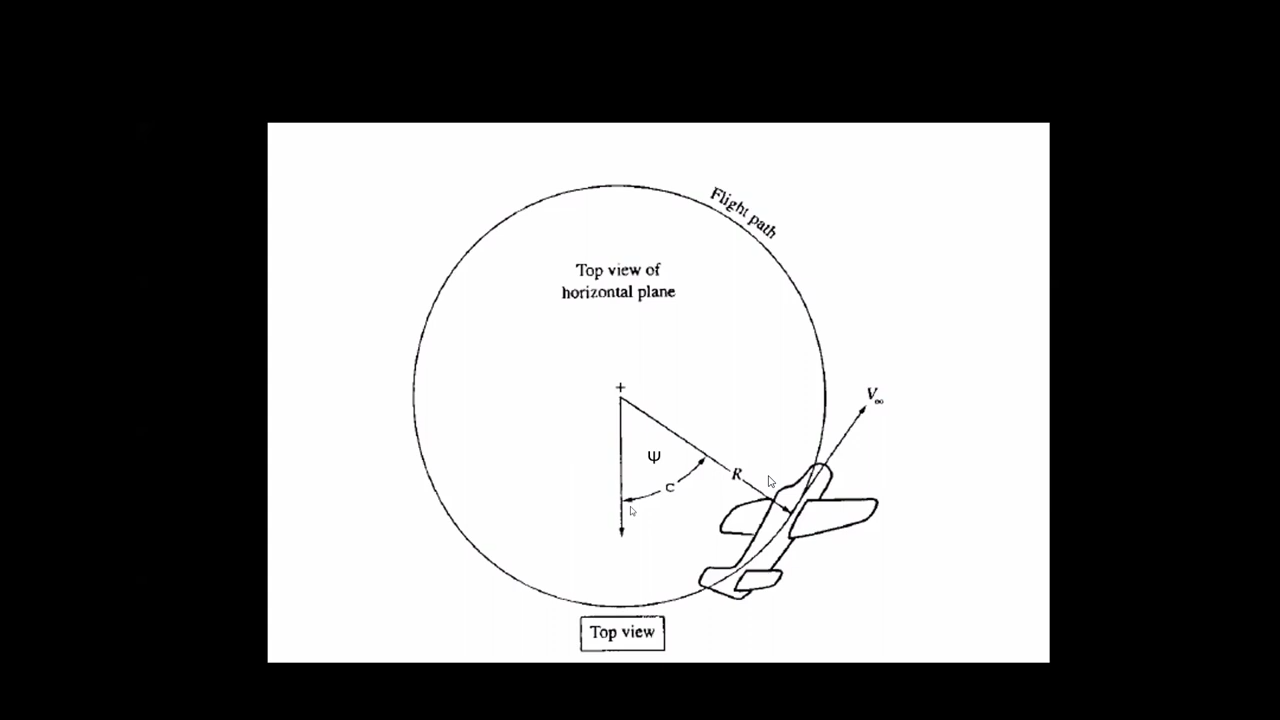 Flight path
Top view of
horizontal plane
+
V∞
Ψ
R
c
Top view